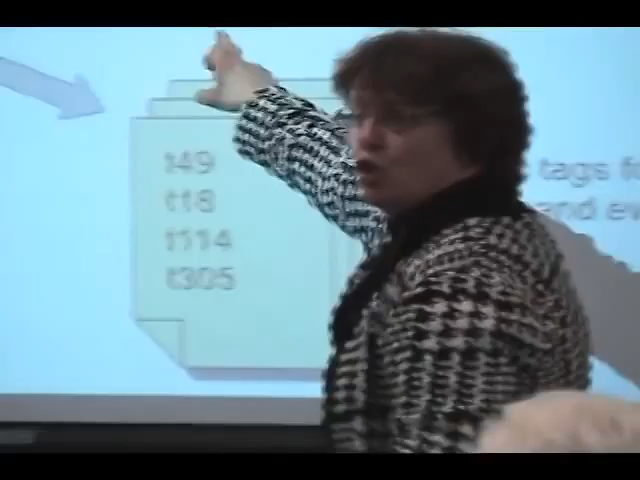 t49
t18
t114
t305
tags fo
and ev